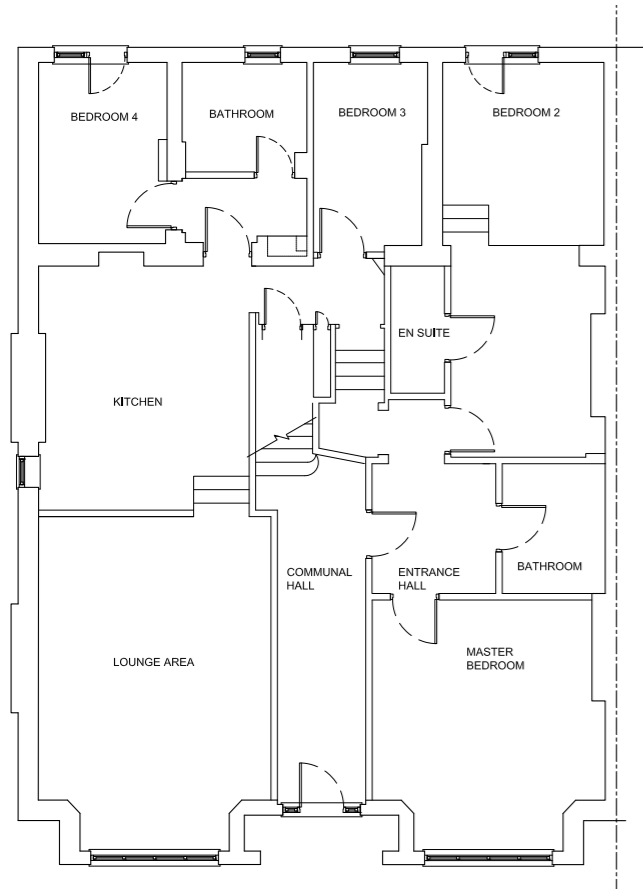 BEDROOM 4
BATHROOM
BEDROOM 3
BEDROOM 2
EN SUITE
KITCHEN
COMMUNAL
HALL
ENTRANCE
HALL
BATHROOM
LOUNGE AREA
MASTER
BEDROOM